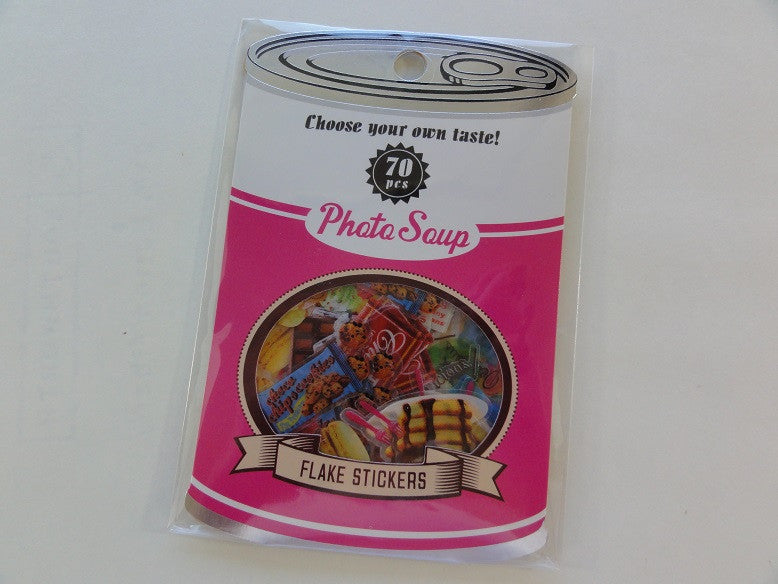 Choose your own taste!
70
pcs
Photo Soup
FLAKE STICKERS